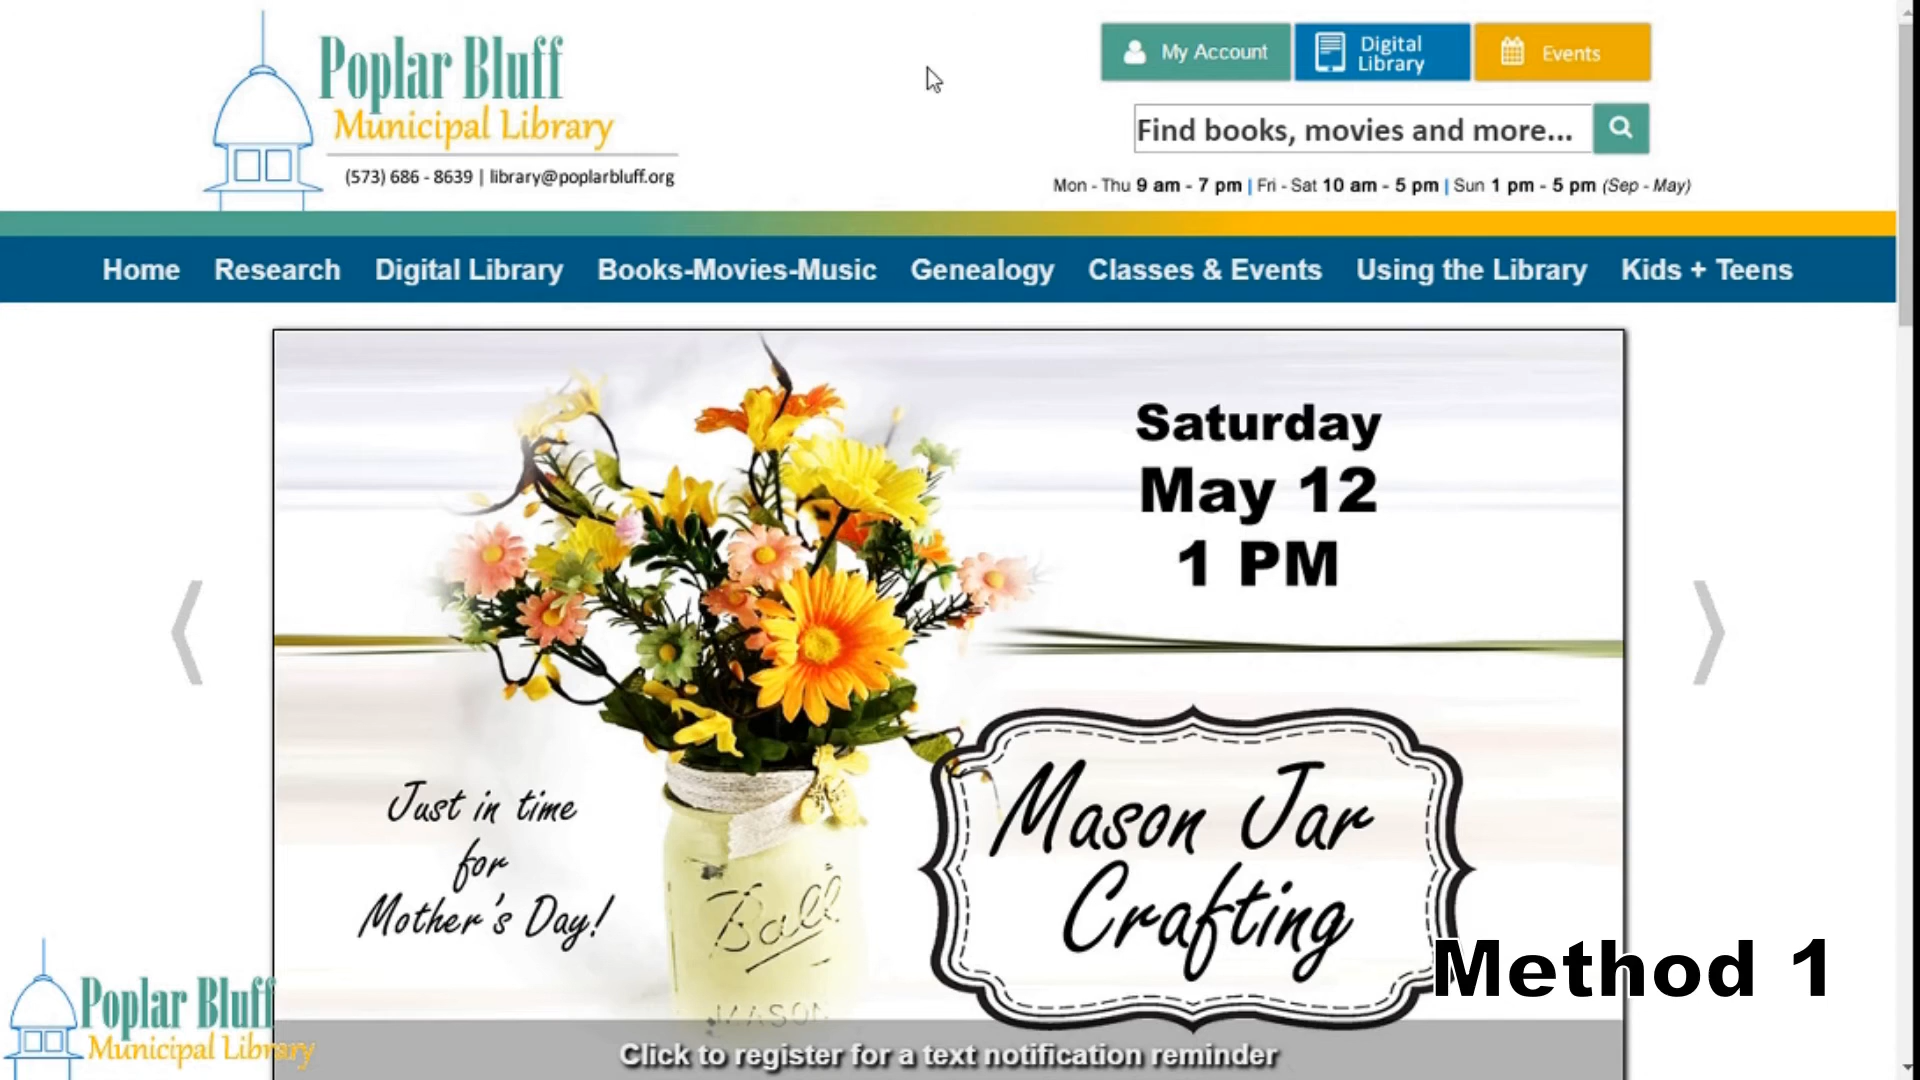 Poplar Bluff
Municipal Library
(573) 686 - 8639 | library@poplarbluff.org
My Account
Digital Library
Events
Find books, movies and more...
Mon - Thu 9 am - 7 pm | Fri - Sat 10 am - 5 pm | Sun 1 pm - 5 pm (Sep - May)
Home Research Digital Library Books-Movies-Music Genealogy Classes & Events Using the Library Kids + Teens
Saturday
May 12
1 PM
Just in time
for
Mother's Day!
Ball
MASON
Mason Jar
Crafting
Method 1
Poplar Bluff
Municipal Library
Click to register for a text notification reminder